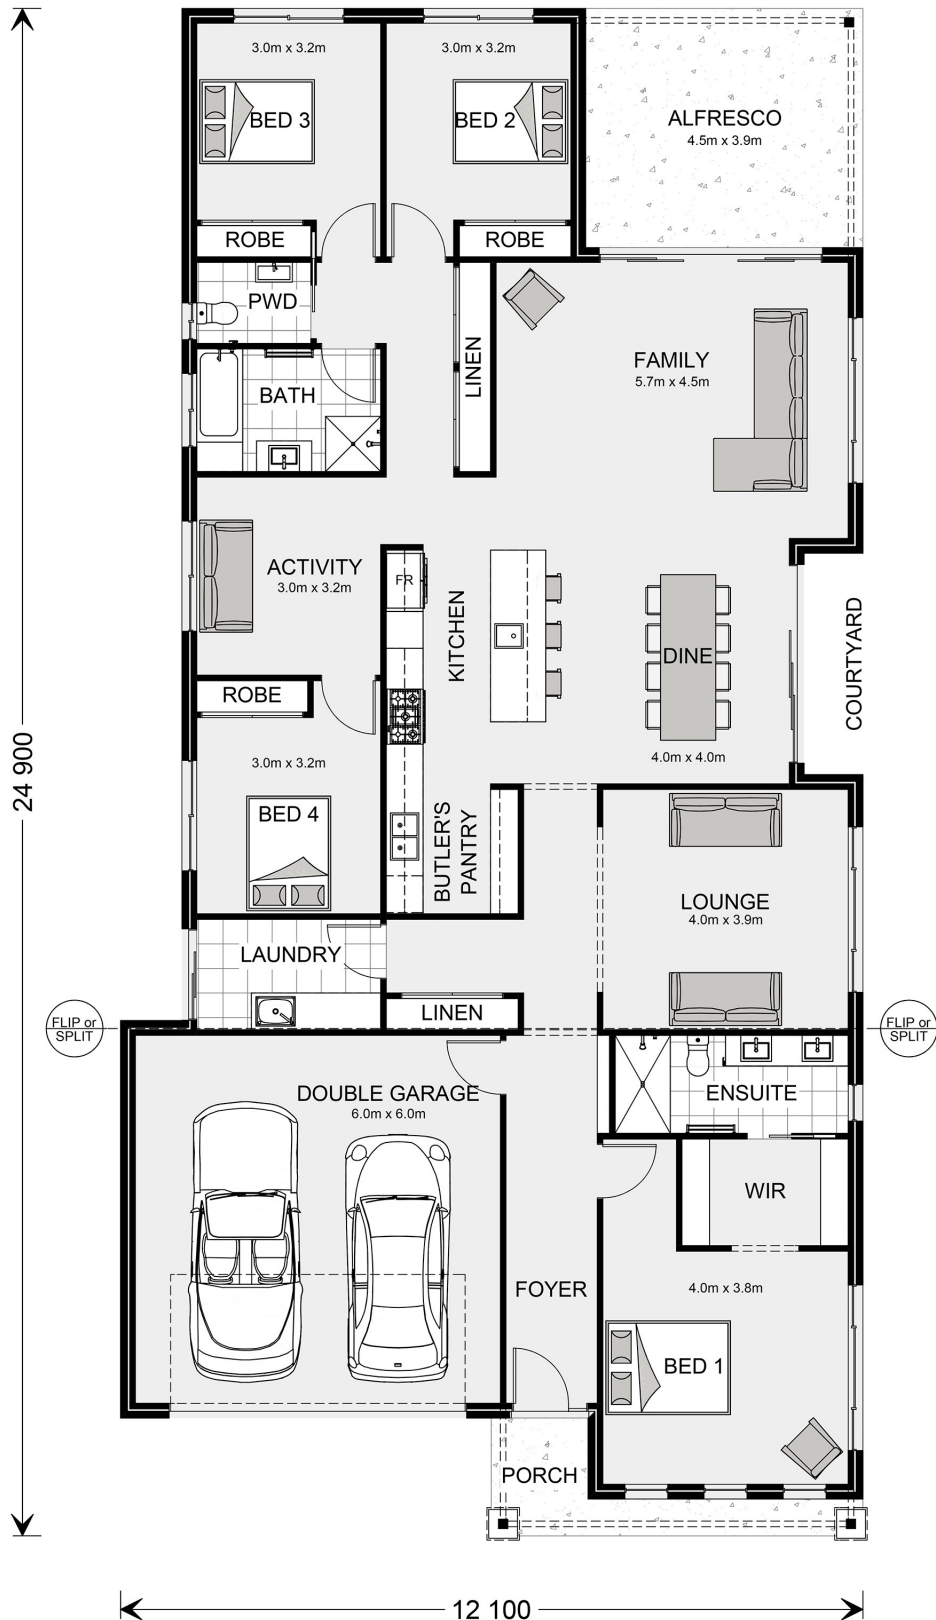 3.0m x 3.2m
BED 3
3.0m x 3.2m
BED 2
ALFRESCO
4.5m x 3.9m
ROBE
ROBE
PWD
LINEN
FAMILY
5.7m x 4.5m
BATH
ACTIVITY
3.0m x 3.2m
FR
KITCHEN
DINE
4.0m x 4.0m
COURTYARD
ROBE
3.0m x 3.2m
BED 4
BUTLER'S
PANTRY
LOUNGE
4.0m x 3.9m
LAUNDRY
LINEN
FLIP or
SPLIT
FLIP or
SPLIT
DOUBLE GARAGE
6.0m x 6.0m
ENSUITE
WIR
FOYER
4.0m x 3.8m
BED 1
PORCH
24 900
12 100